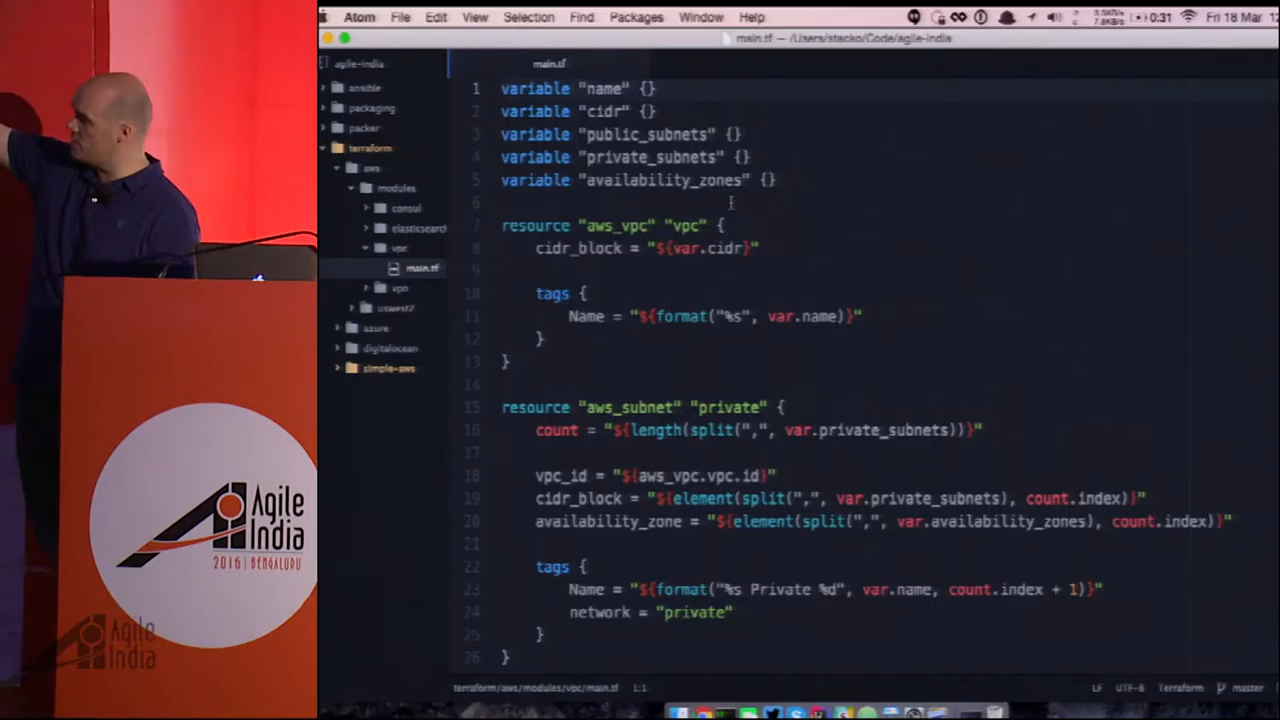 Atom File Edit View Selection Find Packages Window Help 0:31 Fri 18 Mar
main.tf — /Users/stacko/Code/agile-india
agile-india
main.tf
ansible
packaging
packer
terraform
aws
modules
consul
elasticsearch
vpc
main.tf
vpn
uswest2
azure
digitalocean
simple-aws
1 variable "name" {}
2 variable "cidr" {}
3 variable "public_subnets" {}
4 variable "private_subnets" {}
5 variable "availability_zones" {}
6
7 resource "aws_vpc" "vpc" {
8 cidr_block = "${var.cidr}"
9
10 tags {
11 Name = "${format("%s", var.name)}"
12 }
13 }
14
15 resource "aws_subnet" "private" {
16 count = "${length(split(",", var.private_subnets))}"
17
18 vpc_id = "${aws_vpc.vpc.id}"
19 cidr_block = "${element(split(",", var.private_subnets), count.index)}"
20 availability_zone = "${element(split(",", var.availability_zones), count.index)}"
21
22 tags {
23 Name = "${format("%s Private %d", var.name, count.index + 1)}"
24 network = "private"
25 }
26 }
terraform/aws/modules/vpc/main.tf 1:1 LF UTF-8 Terraform master
Agile
India
2016 | BENGALURU
Agile
India